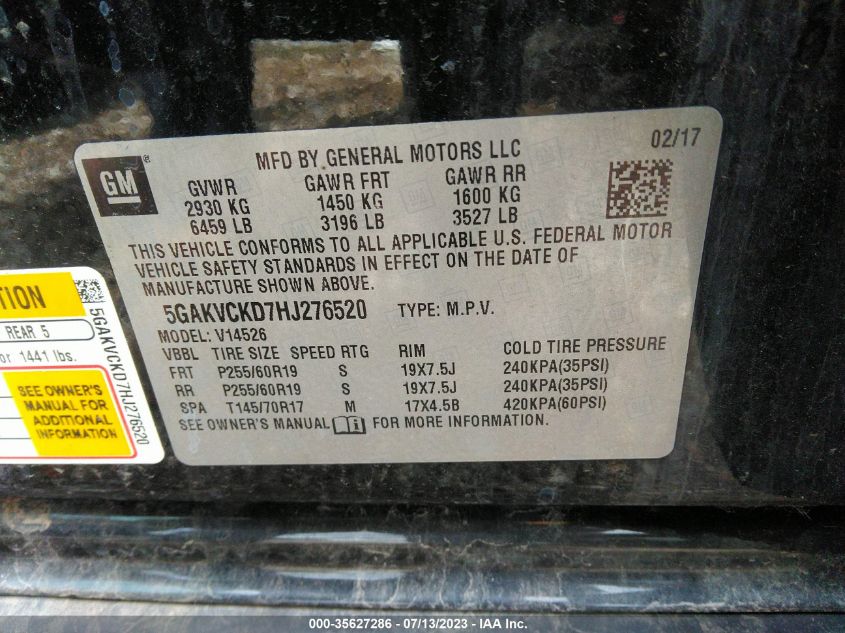 02/17
MFD BY GENERAL MOTORS LLC
GM
GVWR GAWR FRT GAWR RR
2930 KG 1450 KG 1600 KG
6459 LB 3196 LB 3527 LB
THIS VEHICLE CONFORMS TO ALL APPLICABLE U.S. FEDERAL MOTOR
VEHICLE SAFETY STANDARDS IN EFFECT ON THE DATE OF
MANUFACTURE SHOWN ABOVE.
5GAKVCKD7HJ276520 TYPE: M.P.V.
MODEL: V14526
VBBL TIRE SIZE SPEED RTG RIM COLD TIRE PRESSURE
FRT P255/60R19 S 19X7.5J 240KPA(35PSI)
RR P255/60R19 S 19X7.5J 240KPA(35PSI)
SPA T145/70R17 M 17X4.5B 420KPA(60PSI)
SEE OWNER'S MANUAL FOR MORE INFORMATION.
REAR 5
1441 lbs.
SEE OWNER'S
MANUAL FOR
ADDITIONAL
INFORMATION
5GAKVCKD7HJ276520
000-35627286 - 07/13/2023 - IAA Inc.